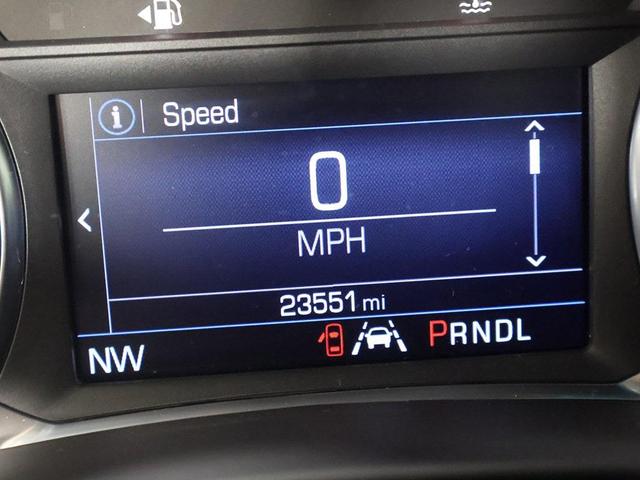 Speed
0
MPH
23551 mi
NW PRNDL